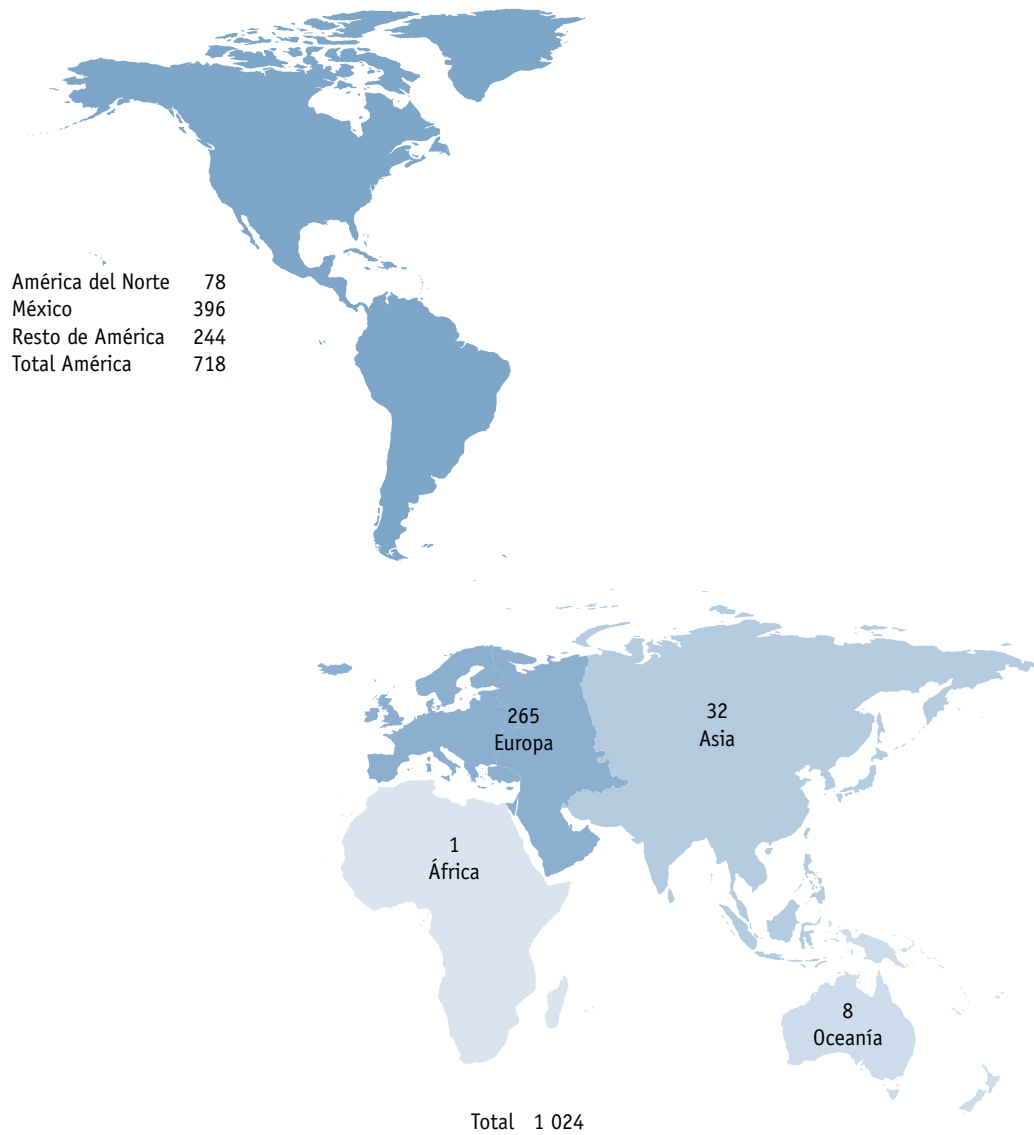 América del Norte 78
México 396
Resto de América 244
Total América 718
265
Europa
32
Asia
1
África
8
Oceanía
Total 1 024